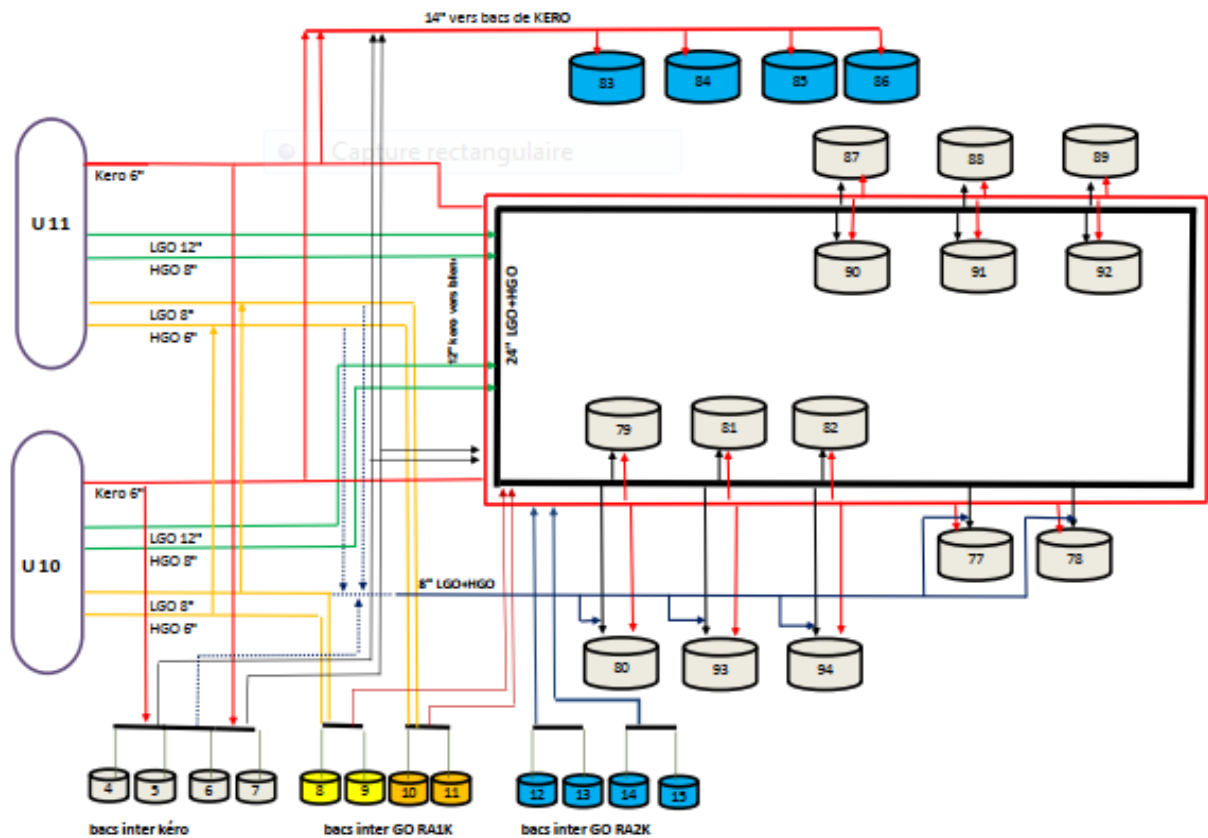 14" vers bacs de KERO
83
84
85
86
Capture rectangulaire
87
88
89
Kero 6"
U 11
LGO 12"
HGO 8"
90
91
92
12" kero vers bilan
24" LGO+HGO
LGO 8"
HGO 6"
79
81
82
Kero 6"
LGO 12"
HGO 8"
U 10
77
78
8" LGO+HGO
LGO 8"
HGO 6"
80
93
94
4
5
6
7
8
9
10
11
12
13
14
15
bacs inter kéro
bacs inter GO RA1K
bacs inter GO RA2K